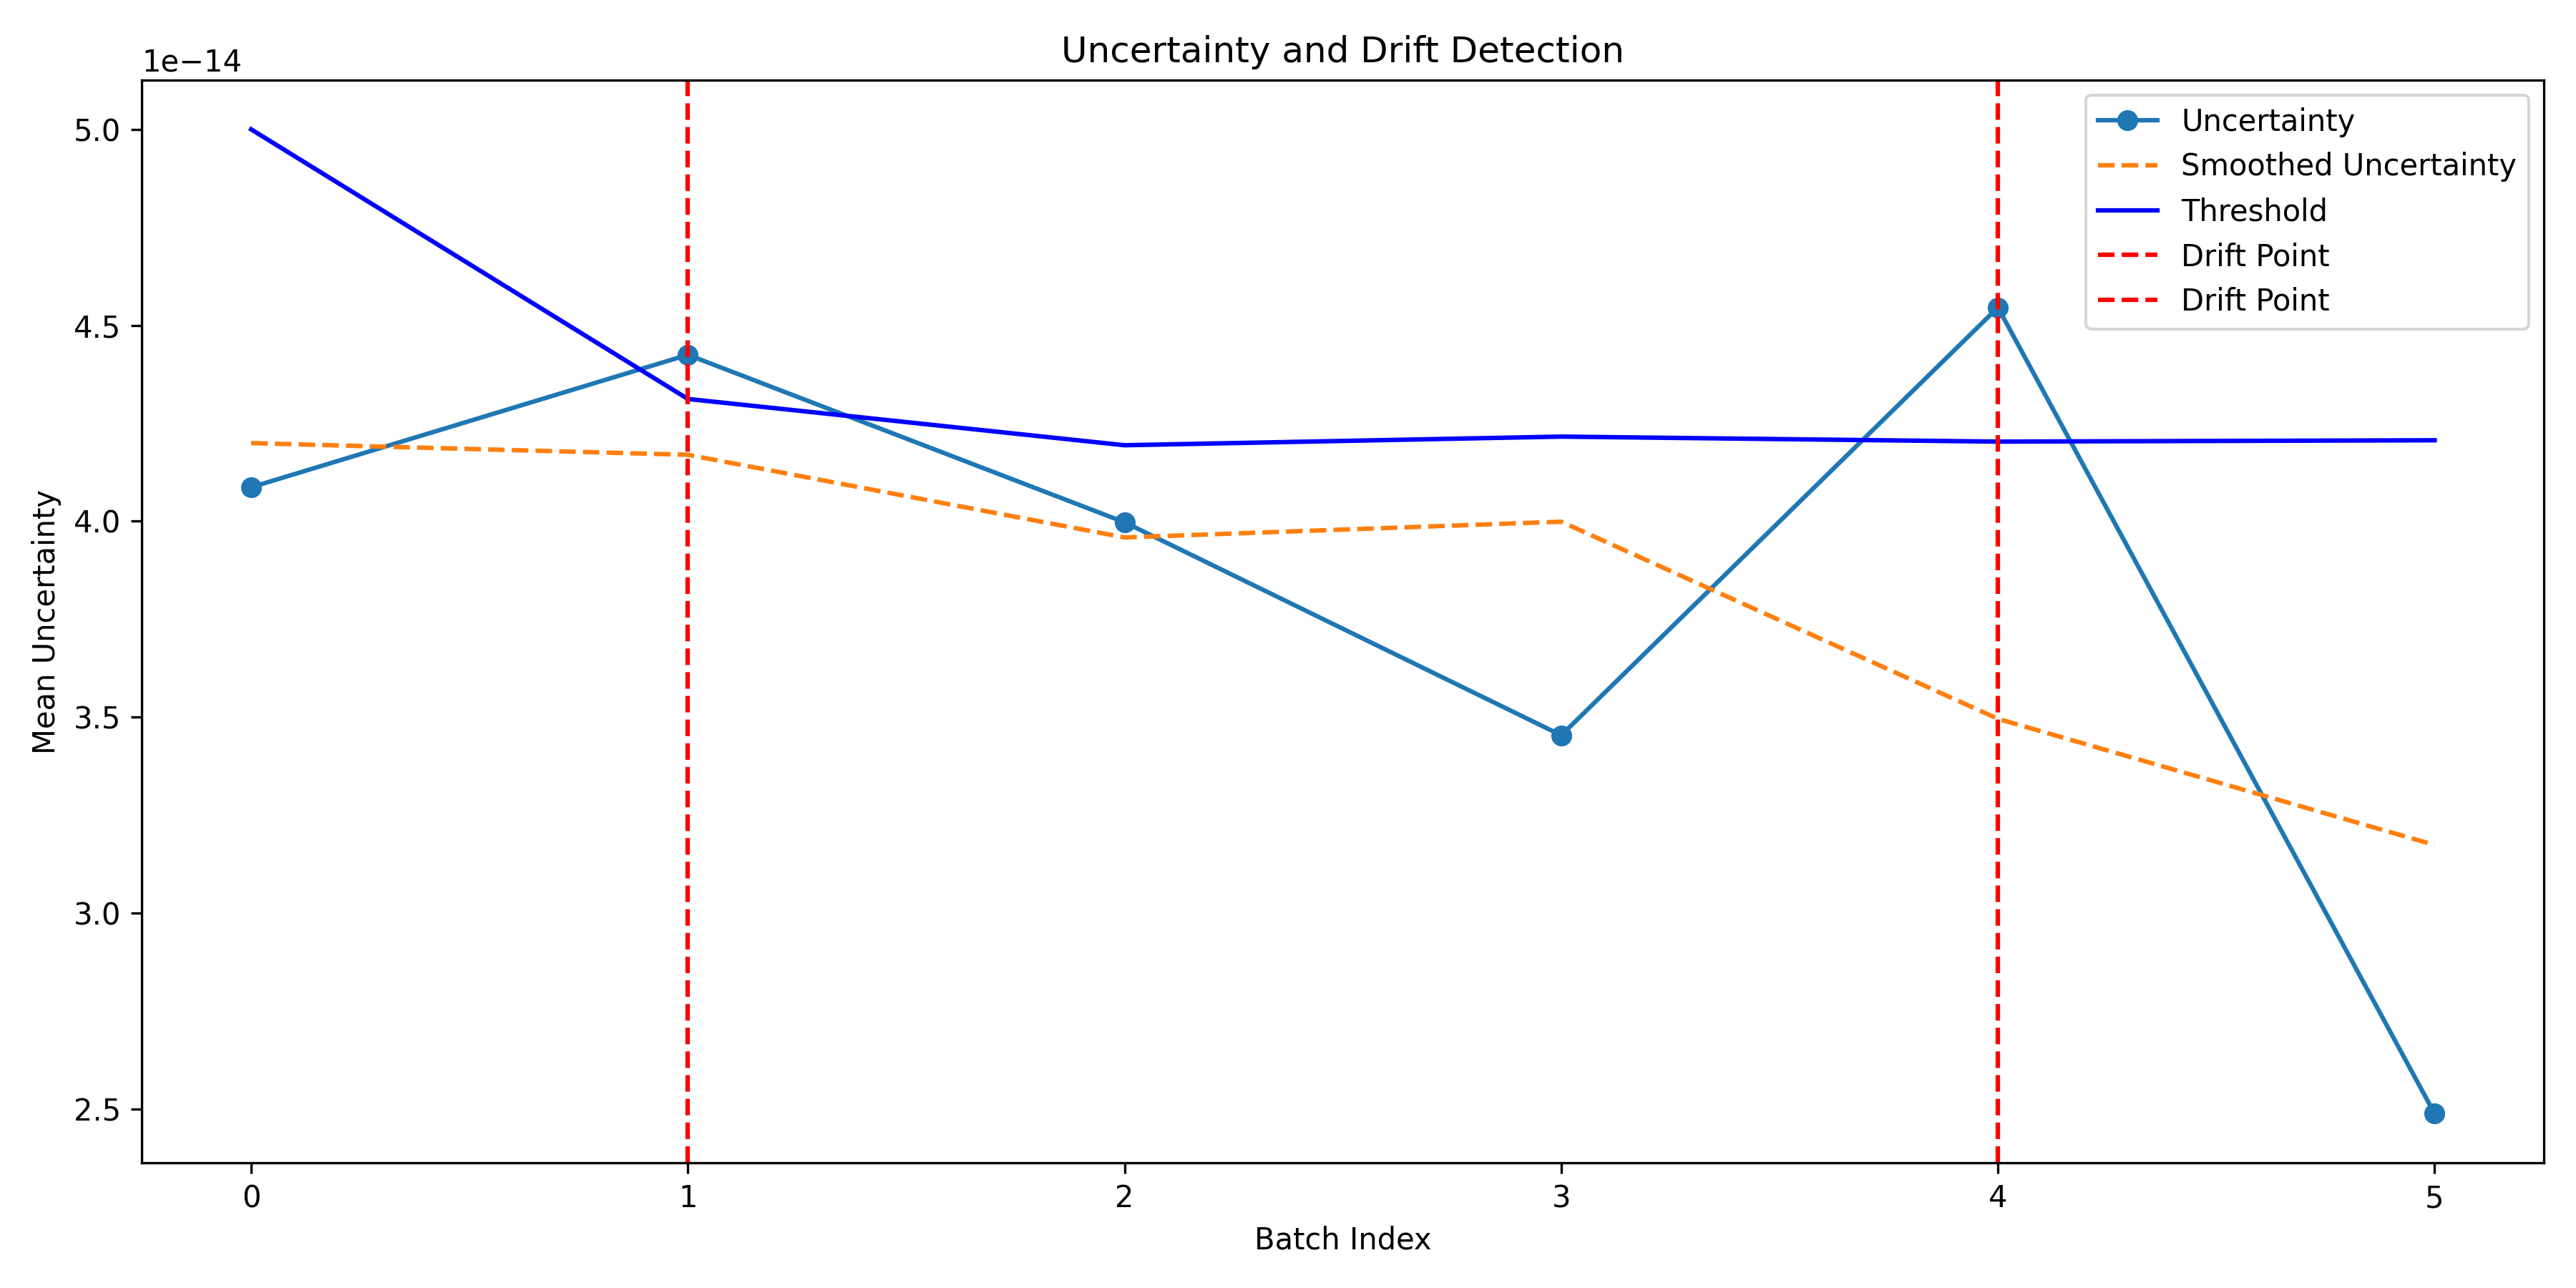 Uncertainty and Drift Detection
1e−14
5.0
4.5
4.0
3.5
3.0
2.5
Mean Uncertainty
Uncertainty
Smoothed Uncertainty
Threshold
Drift Point
Drift Point
0 1 2 3 4 5
Batch Index